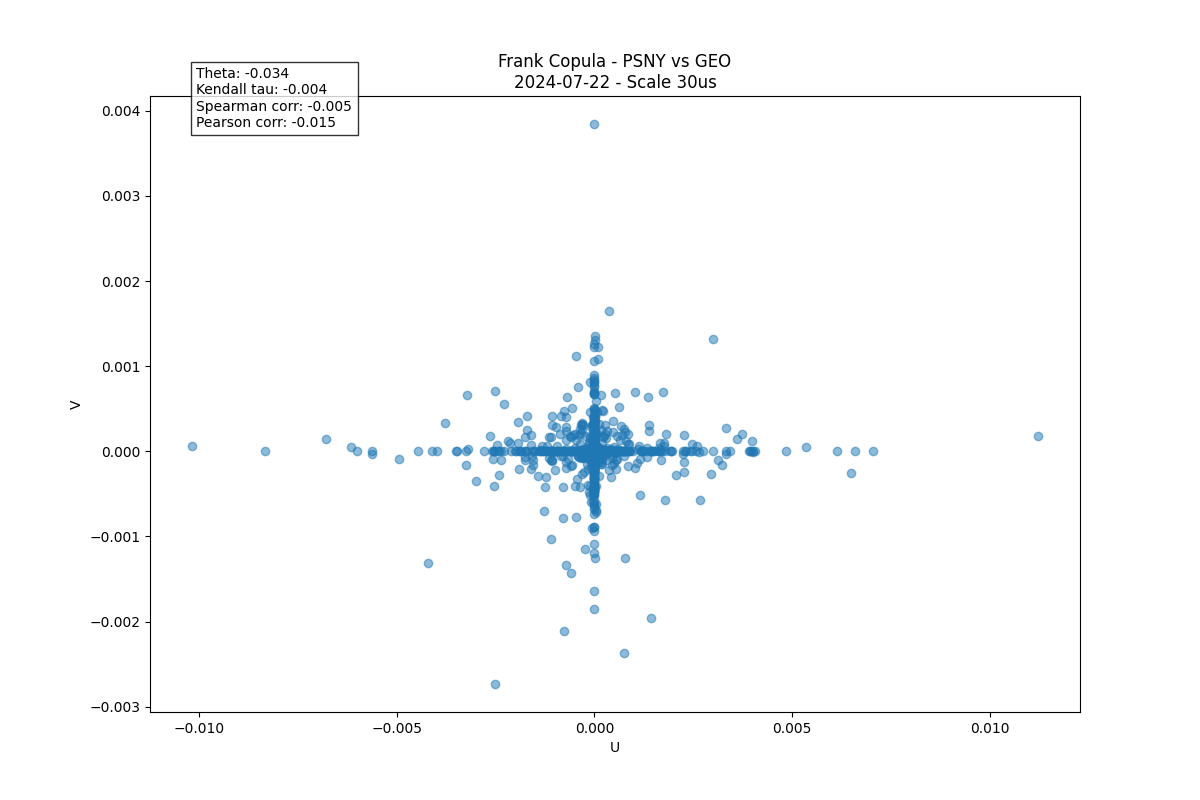 Frank Copula - PSNY vs GEO
2024-07-22 - Scale 30us
Theta: -0.034
Kendall tau: -0.004
Spearman corr: -0.005
Pearson corr: -0.015
0.004
0.003
0.002
0.001
0.000
−0.001
−0.002
−0.003
V
−0.010
−0.005
0.000
0.005
0.010
U